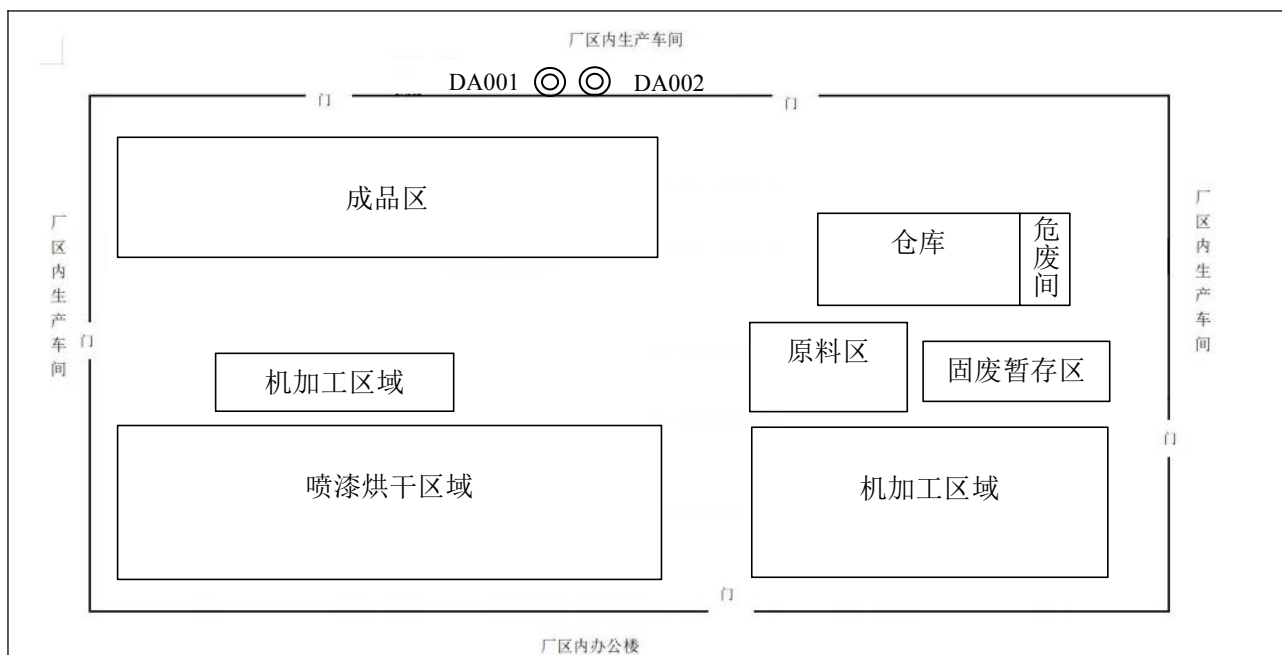 厂区内生产车间
DA001
DA002
门
门
成品区
厂区内生产车间
仓库
危废间
厂区内生产车间
门
原料区
机加工区域
固废暂存区
门
喷漆烘干区域
机加工区域
门
厂区内办公楼